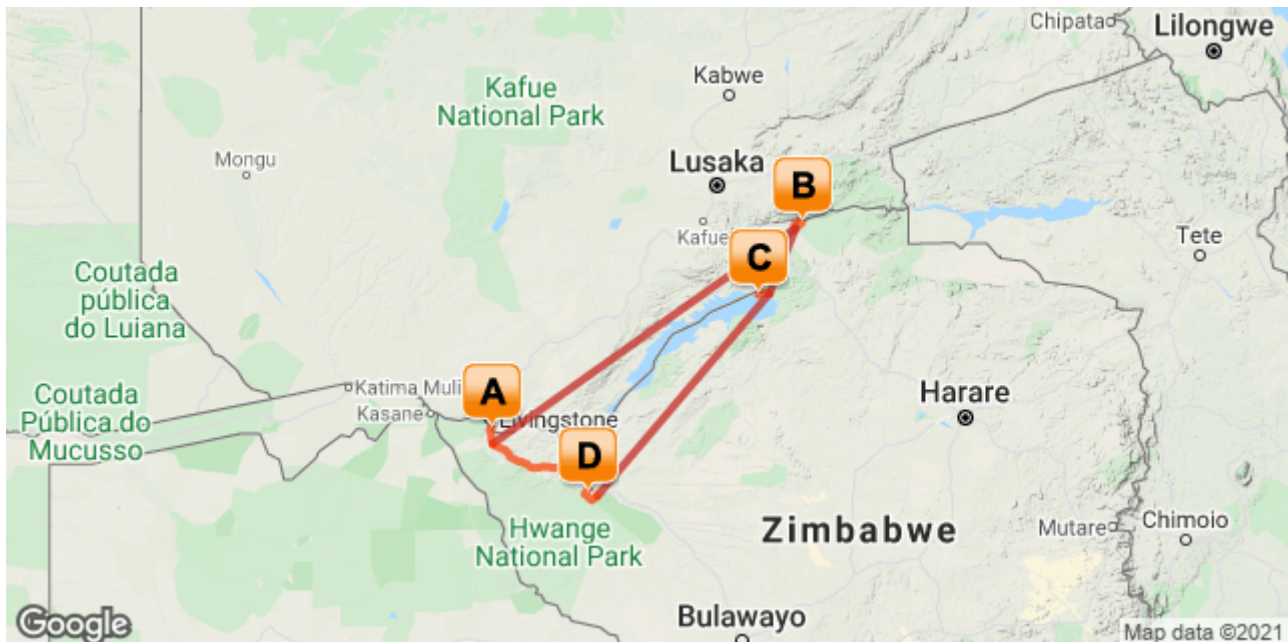 Chipata
Lilongwe
Kafue
National Park
Kabwe
Mongu
Lusaka
B
Kafue
C
Tete
Coutada
pública
do Luiana
A
Katima Muli
Kasane
Livingstone
Coutada
Pública do
Mucusso
Harare
D
Hwange
National Park
Zimbabwe
Mutare
Chimoio
Bulawayo
Google
Map data ©2021